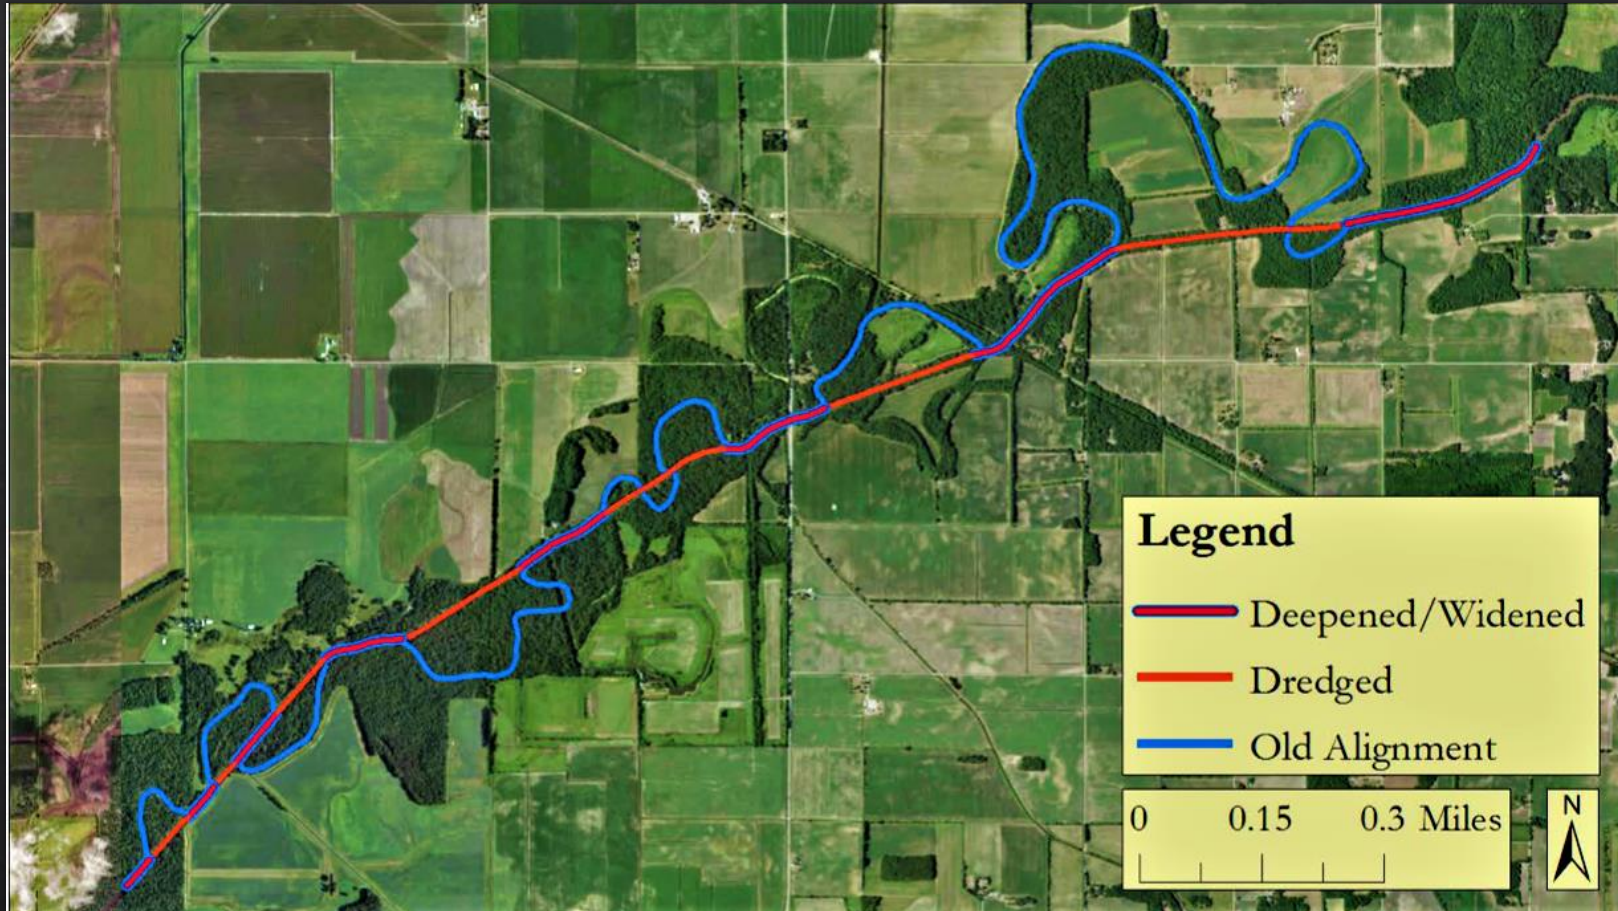 Legend
Deepened/Widened
Dredged
Old Alignment
0 0.15 0.3 Miles
N